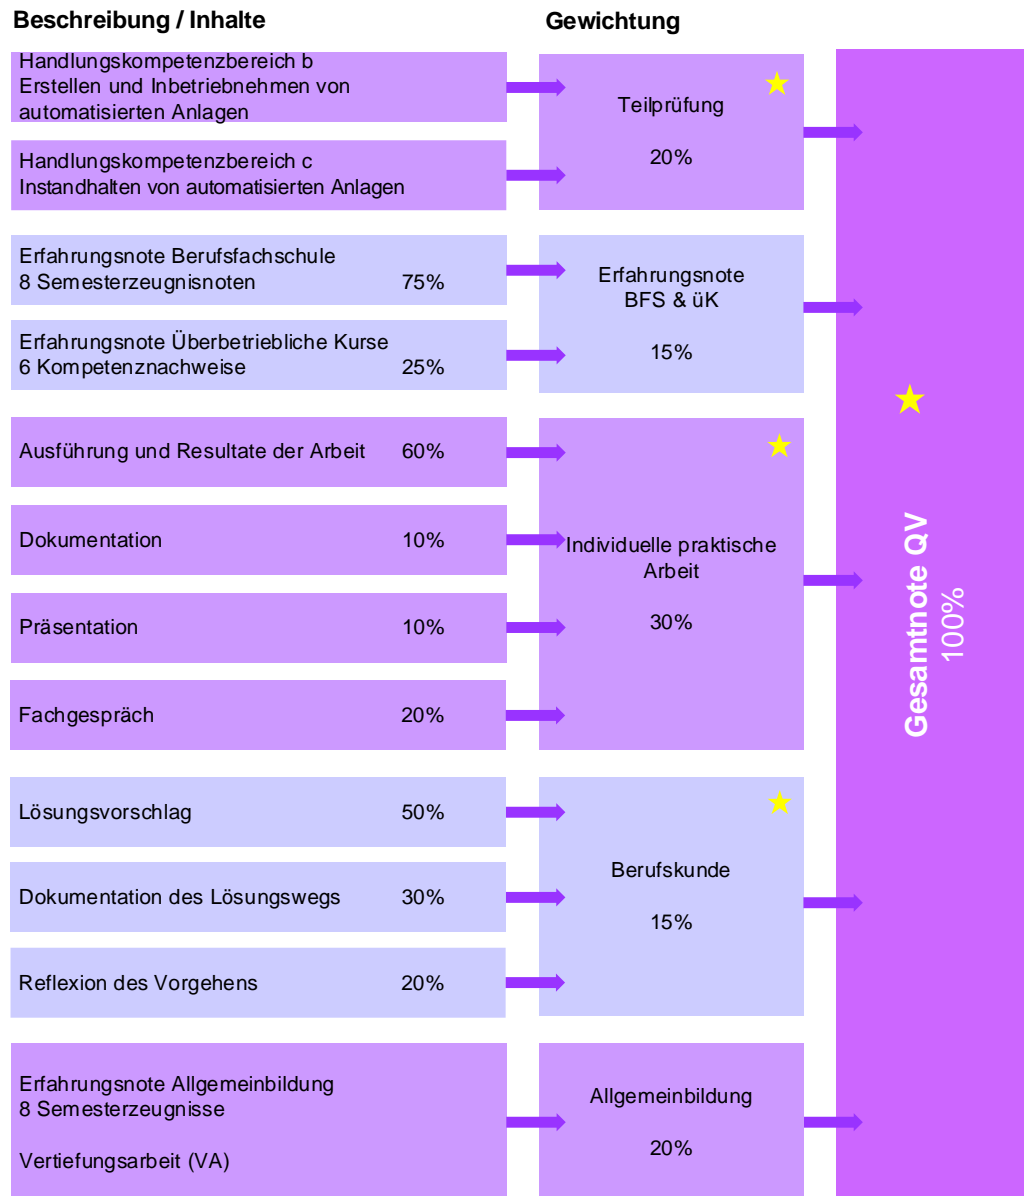 Beschreibung / Inhalte
Gewichtung
Handlungskompetenzbereich b
Erstellen und Inbetriebnehmen von
automatisierten Anlagen
Handlungskompetenzbereich c
Instandhalten von automatisierten Anlagen
Teilprüfung
20%
Erfahrungsnote Berufsfachschule
8 Semesterzeugnisnoten 75%
Erfahrungsnote Überbetriebliche Kurse
6 Kompetenznachweise 25%
Erfahrungsnote
BFS & üK
15%
Ausführung und Resultate der Arbeit 60%
Dokumentation 10%
Präsentation 10%
Fachgespräch 20%
Individuelle praktische
Arbeit
30%
Lösungsvorschlag 50%
Dokumentation des Lösungswegs 30%
Reflexion des Vorgehens 20%
Berufskunde
15%
Erfahrungsnote Allgemeinbildung
8 Semesterzeugnisse
Vertiefungsarbeit (VA)
Allgemeinbildung
20%
Gesamtnote QV
100%